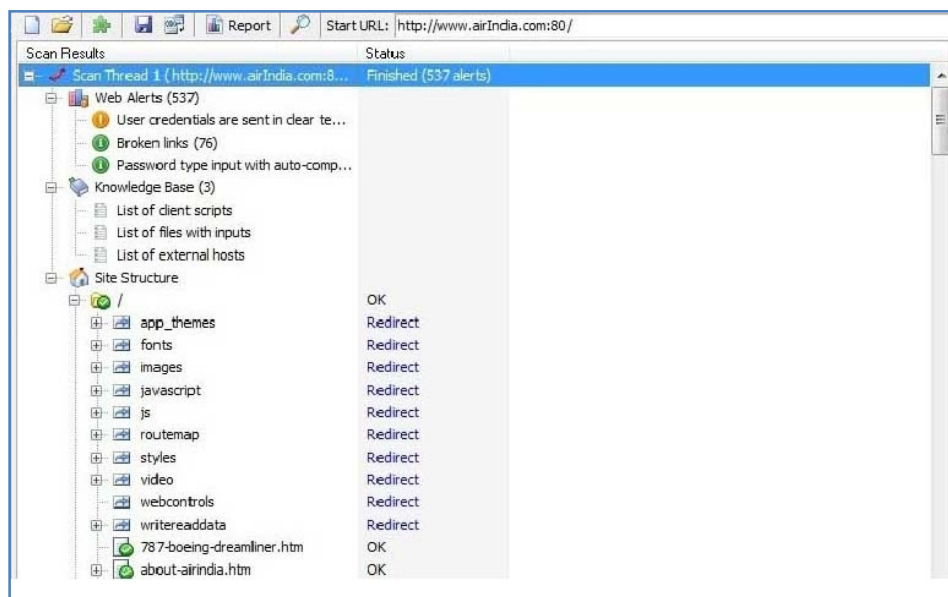 Report Start URL: http://www.airIndia.com:80/
Scan Results Status
Scan Thread 1 ( http://www.airIndia.com:8... Finished (537 alerts)
Web Alerts (537)
User credentials are sent in clear te...
Broken links (76)
Password type input with auto-comp...
Knowledge Base (3)
List of client scripts
List of files with inputs
List of external hosts
Site Structure
/ OK
app_themes Redirect
fonts Redirect
images Redirect
javascript Redirect
js Redirect
routemap Redirect
styles Redirect
video Redirect
webcontrols Redirect
writereaddata Redirect
787-boeing-dreamliner.htm OK
about-airindia.htm OK